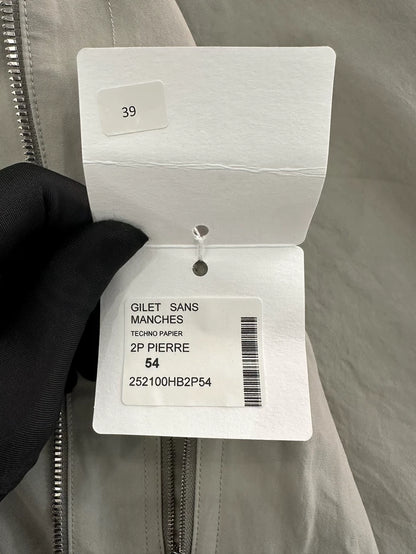 39
GILET SANS
MANCHES
TECHNO PAPIER
2P PIERRE
54
252100HB2P54